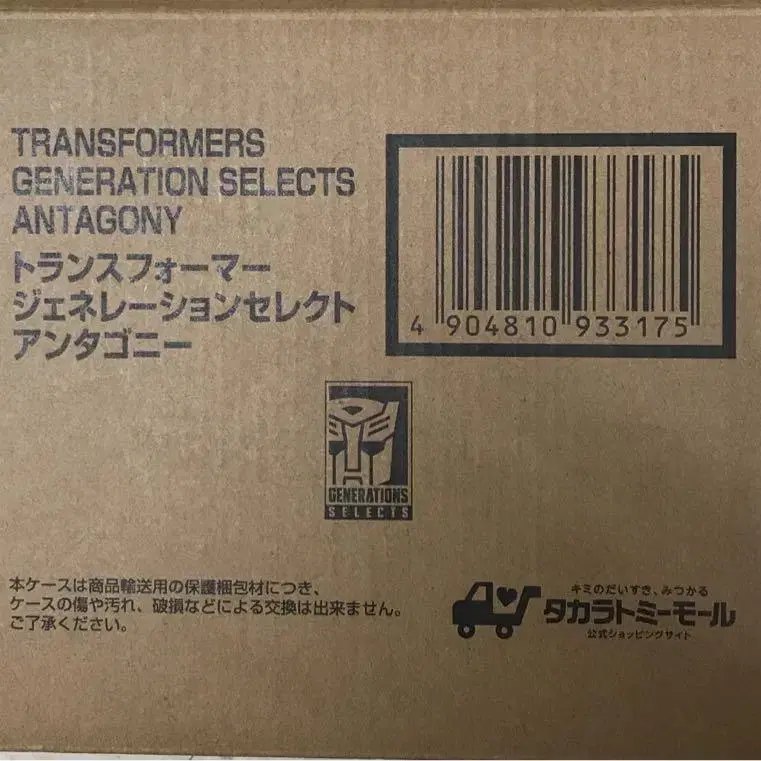 TRANSFORMERS
GENERATION SELECTS
ANTAGONY
トランスフォーマー
ジェネレーションセレクト
アンタゴニー
4 904810 933175
GENERATIONS
SELECTS
本ケースは商品輸送用の保護梱包材につき、
ケースの傷や汚れ、破損などによる交換は出来ません。
ご了承ください。
キミのだいすき、みつかる
タカラトミーモール
公式ショッピングサイト